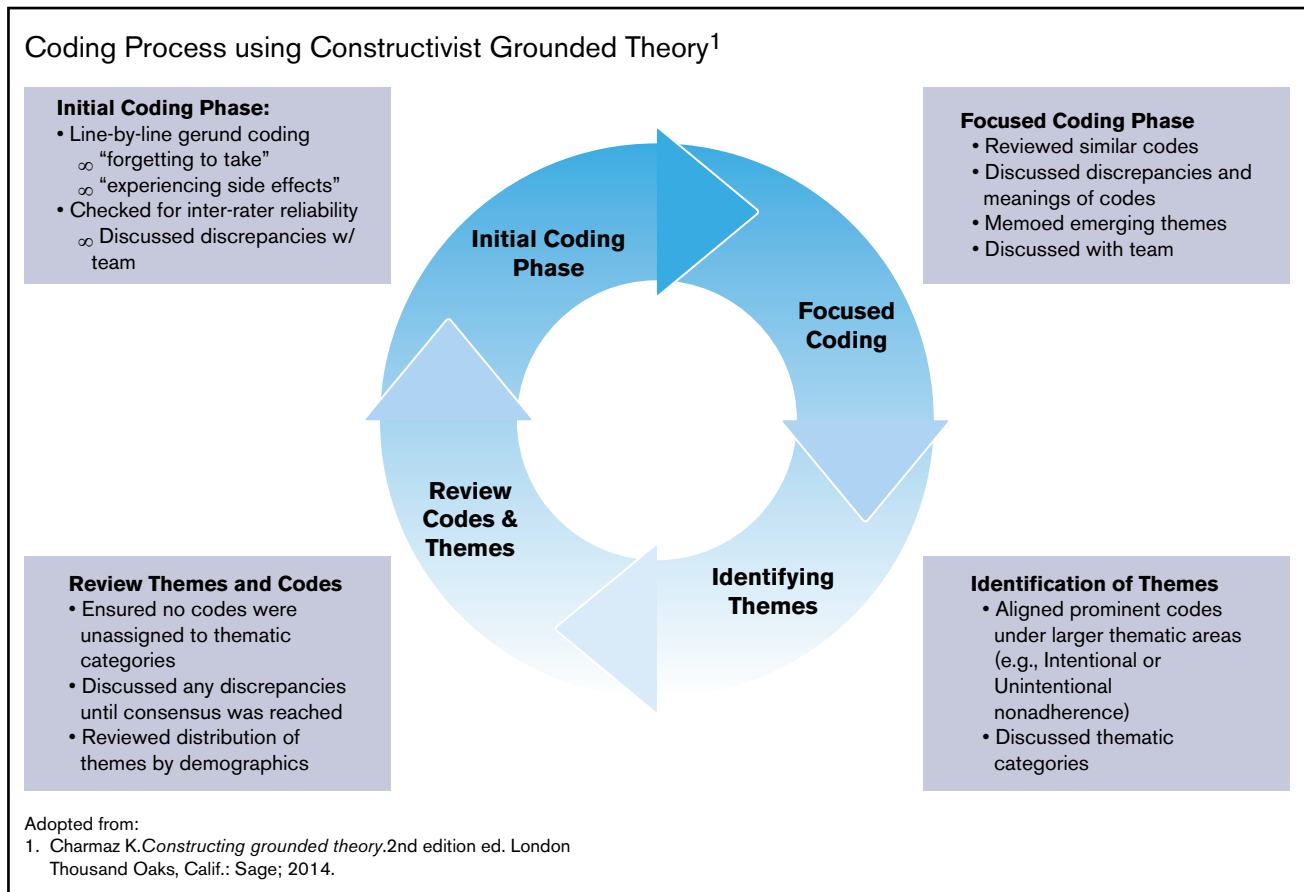 Coding Process using Constructivist Grounded Theory1
Initial Coding Phase:
• Line-by-line gerund coding
∞ “forgetting to take”
∞ “experiencing side effects”
• Checked for inter-rater reliability
∞ Discussed discrepancies w/
team
Focused Coding Phase
• Reviewed similar codes
• Discussed discrepancies and
meanings of codes
• Memoed emerging themes
• Discussed with team
Initial Coding
Phase
Focused
Coding
Review
Codes &
Themes
Identifying
Themes
Review Themes and Codes
• Ensured no codes were
unassigned to thematic
categories
• Discussed any discrepancies
until consensus was reached
• Reviewed distribution of
themes by demographics
Identification of Themes
• Aligned prominent codes
under larger thematic areas
(e.g., Intentional or
Unintentional
nonadherence)
• Discussed thematic
categories
Adopted from:
1. Charmaz K.Constructing grounded theory.2nd edition ed. London
Thousand Oaks, Calif.: Sage; 2014.